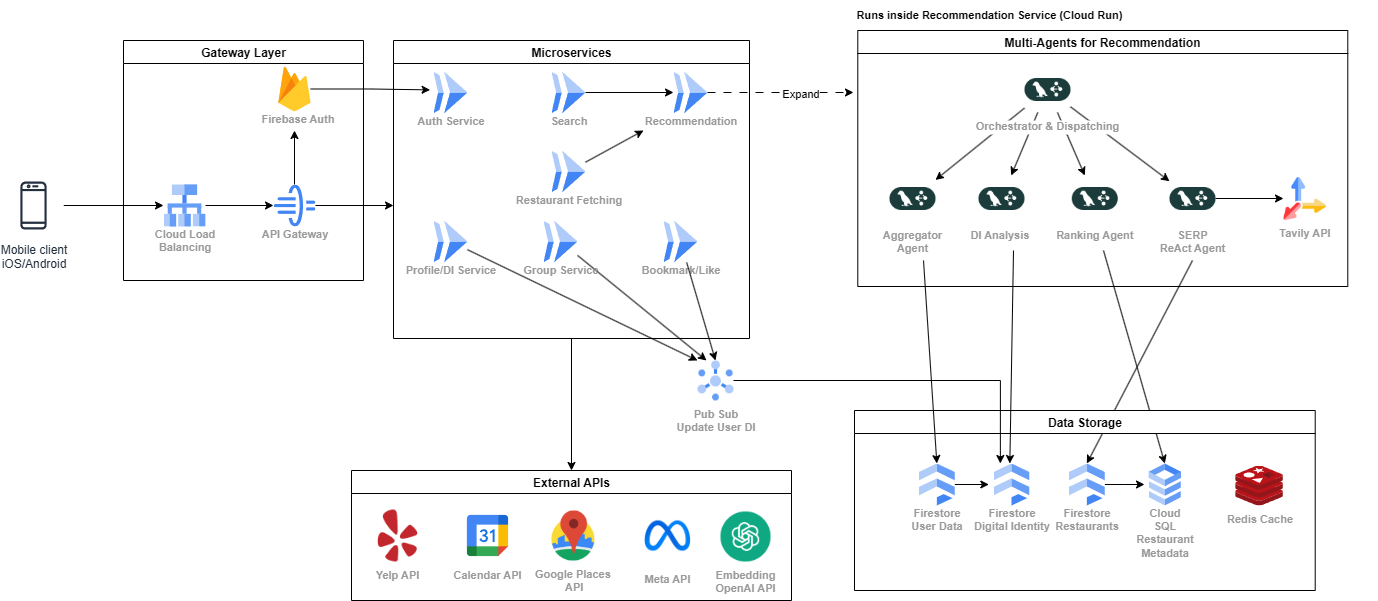 Runs inside Recommendation Service (Cloud Run)
Gateway Layer
Microservices
Multi-Agents for Recommendation
Firebase Auth
Auth Service
Search
Recommendation
Expand
Orchestrator & Dispatching
Restaurant Fetching
Mobile client
iOS/Android
Cloud Load
Balancing
API Gateway
Aggregator
Agent
DI Analysis
Ranking Agent
SERP
ReAct Agent
Tavily API
Profile/DI Service
Group Service
Bookmark/Like
Pub Sub
Update User DI
Data Storage
External APIs
31
Yelp API
Calendar API
Google Places
API
Meta API
Embedding
OpenAI API
Firestore
User Data
Firestore
Digital Identity
Firestore
Restaurants
Cloud
SQL
Restaurant
Metadata
Redis Cache